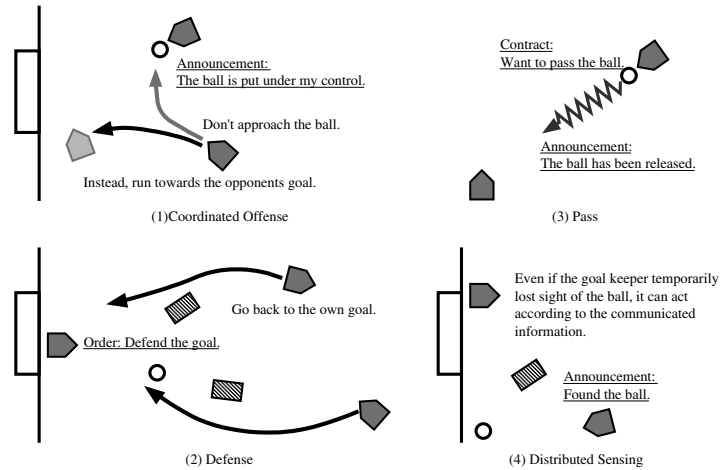 Announcement:
The ball is put under my control.
Don't approach the ball.
Instead, run towards the opponents goal.
(1)Coordinated Offense
Contract:
Want to pass the ball.
Announcement:
The ball has been released.
(3) Pass
Go back to the own goal.
Order: Defend the goal.
(2) Defense
Even if the goal keeper temporarily
lost sight of the ball, it can act
according to the communicated
information.
Announcement:
Found the ball.
(4) Distributed Sensing